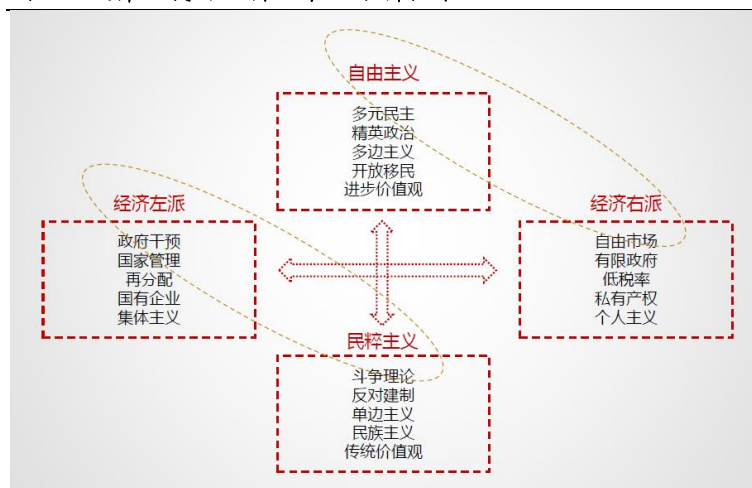 自由主义
多元民主
精英政治
多边主义
开放移民
进步价值观
经济左派
政府干预
国家管理
再分配
国有企业
集体主义
经济右派
自由市场
有限政府
低税率
私有产权
个人主义
民粹主义
斗争理论
反对建制
单边主义
民族主义
传统价值观